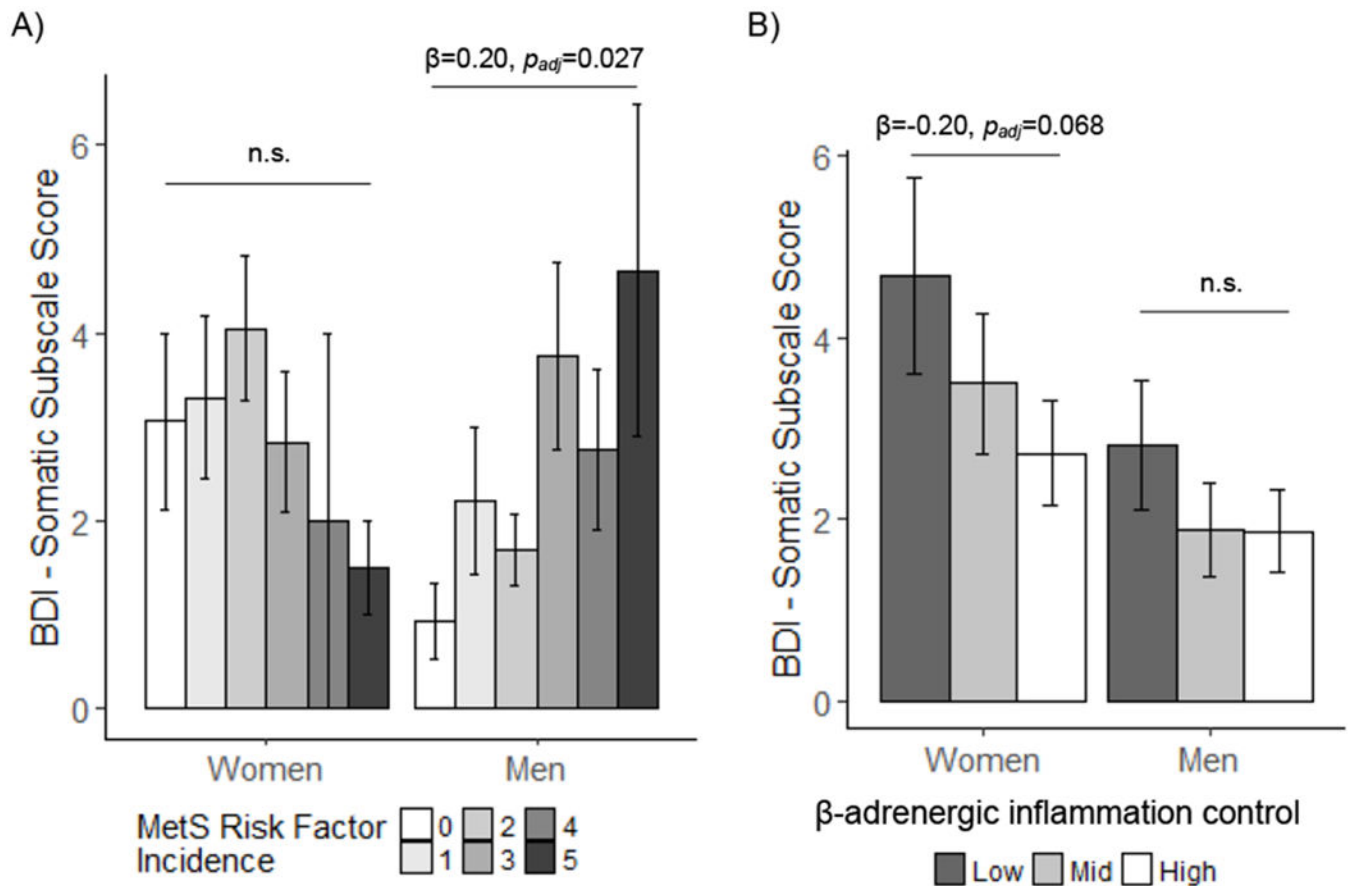 A)
β=0.20, padj=0.027
n.s.
BDI - Somatic Subscale Score
6
4
2
0
Women Men
MetS Risk Factor
Incidence
0 2 4
1 3 5
B)
β=-0.20, padj=0.068
n.s.
BDI - Somatic Subscale Score
6
4
2
0
Women Men
β-adrenergic inflammation control
Low Mid High